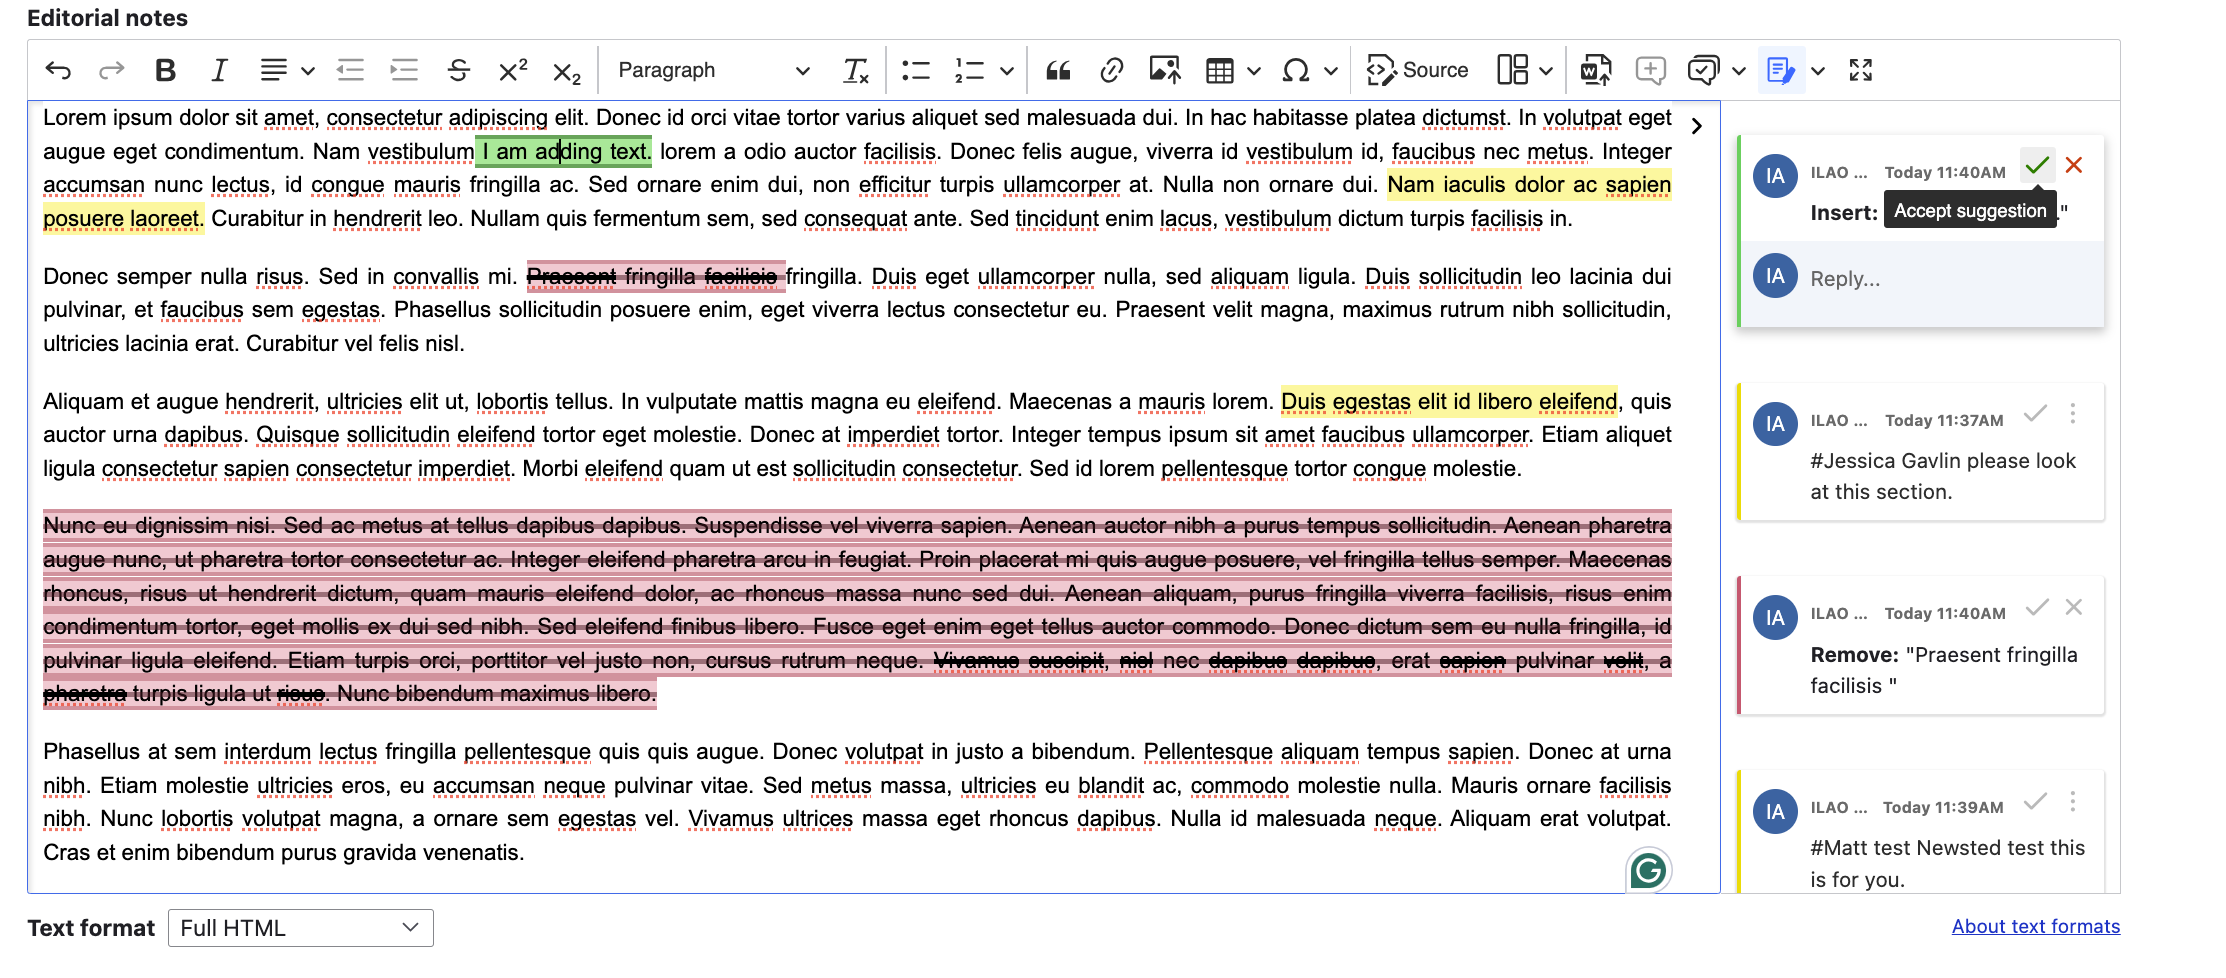 Editorial notes
Paragraph
Source
Lorem ipsum dolor sit amet, consectetur adipiscing elit. Donec id orci vitae tortor varius aliquet sed malesuada dui. In hac habitasse platea dictumst. In volutpat eget
augue eget condimentum. Nam vestibulum I am adding text. lorem a odio auctor facilisis. Donec felis augue, viverra id vestibulum id, faucibus nec metus. Integer
accumsan nunc lectus, id congue mauris fringilla ac. Sed ornare enim dui, non efficitur turpis ullamcorper at. Nulla non ornare dui. Nam iaculis dolor ac sapien
posuere laoreet. Curabitur in hendrerit leo. Nullam quis fermentum sem, sed consequat ante. Sed tincidunt enim lacus, vestibulum dictum turpis facilisis in.
Donec semper nulla risus. Sed in convallis mi. Praesent fringilla facilisis fringilla. Duis eget ullamcorper nulla, sed aliquam ligula. Duis sollicitudin leo lacinia dui
pulvinar, et faucibus sem egestas. Phasellus sollicitudin posuere enim, eget viverra lectus consectetur eu. Praesent velit magna, maximus rutrum nibh sollicitudin,
ultricies lacinia erat. Curabitur vel felis nisl.
Aliquam et augue hendrerit, ultricies elit ut, lobortis tellus. In vulputate mattis magna eu eleifend. Maecenas a mauris lorem. Duis egestas elit id libero eleifend, quis
auctor urna dapibus. Quisque sollicitudin eleifend tortor eget molestie. Donec at imperdiet tortor. Integer tempus ipsum sit amet faucibus ullamcorper. Etiam aliquet
ligula consectetur sapien consectetur imperdiet. Morbi eleifend quam ut est sollicitudin consectetur. Sed id lorem pellentesque tortor congue molestie.
Nunc eu dignissim nisi. Sed ac metus at tellus dapibus dapibus. Suspendisse vel viverra sapien. Aenean auctor nibh a purus tempus sollicitudin. Aenean pharetra
augue nunc, ut pharetra tortor consectetur ac. Integer eleifend pharetra arcu in feugiat. Proin placerat mi quis augue posuere, vel fringilla tellus semper. Maecenas
rhoncus, risus ut hendrerit dictum, quam mauris eleifend dolor, ac rhoncus massa nunc sed dui. Aenean aliquam, purus fringilla viverra facilisis, risus enim
condimentum tortor, eget mollis ex dui sed nibh. Sed eleifend finibus libero. Fusce eget enim eget tellus auctor commodo. Donec dictum sem eu nulla fringilla, id
pulvinar ligula eleifend. Etiam turpis orci, porttitor vel justo non, cursus rutrum neque. Vivamus suscipit, nisl nec dapibus dapibus, erat sapien pulvinar velit, a
pharetra turpis ligula ut risus. Nunc bibendum maximus libero.
Phasellus at sem interdum lectus fringilla pellentesque quis quis augue. Donec volutpat in justo a bibendum. Pellentesque aliquam tempus sapien. Donec at urna
nibh. Etiam molestie ultricies eros, eu accumsan neque pulvinar vitae. Sed metus massa, ultricies eu blandit ac, commodo molestie nulla. Mauris ornare facilisis
nibh. Nunc lobortis volutpat magna, a ornare sem egestas vel. Vivamus ultrices massa eget rhoncus dapibus. Nulla id malesuada neque. Aliquam erat volutpat.
Cras et enim bibendum purus gravida venenatis.
IA ILAO ... Today 11:40AM
Insert: ."
Accept suggestion
IA Reply...
IA ILAO ... Today 11:37AM
#Jessica Gavlin please look
at this section.
IA ILAO ... Today 11:40AM
Remove: "Praesent fringilla
facilisis "
IA ILAO ... Today 11:39AM
#Matt test Newsted test this
is for you.
Text format Full HTML
About text formats